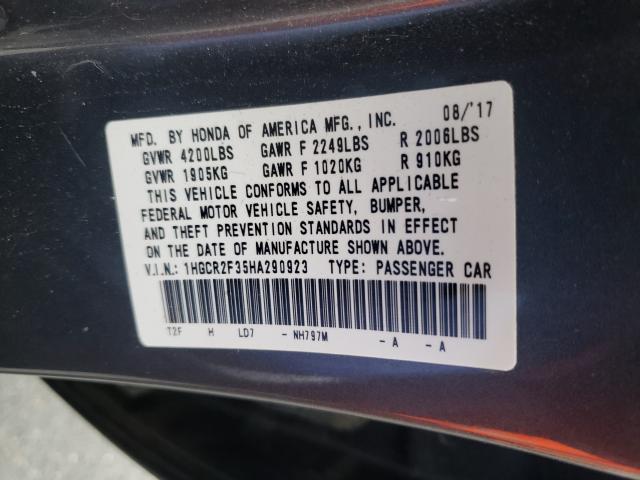 MFD. BY HONDA OF AMERICA MFG., INC. 08/'17
GVWR 4200LBS GAWR F 2249LBS R 2006LBS
GVWR 1905KG GAWR F 1020KG R 910KG
THIS VEHICLE CONFORMS TO ALL APPLICABLE
FEDERAL MOTOR VEHICLE SAFETY, BUMPER,
AND THEFT PREVENTION STANDARDS IN EFFECT
ON THE DATE OF MANUFACTURE SHOWN ABOVE.
V.I.N.: 1HGCR2F35HA290923 TYPE: PASSENGER CAR
T2F H LD7 - NH797M - A - A